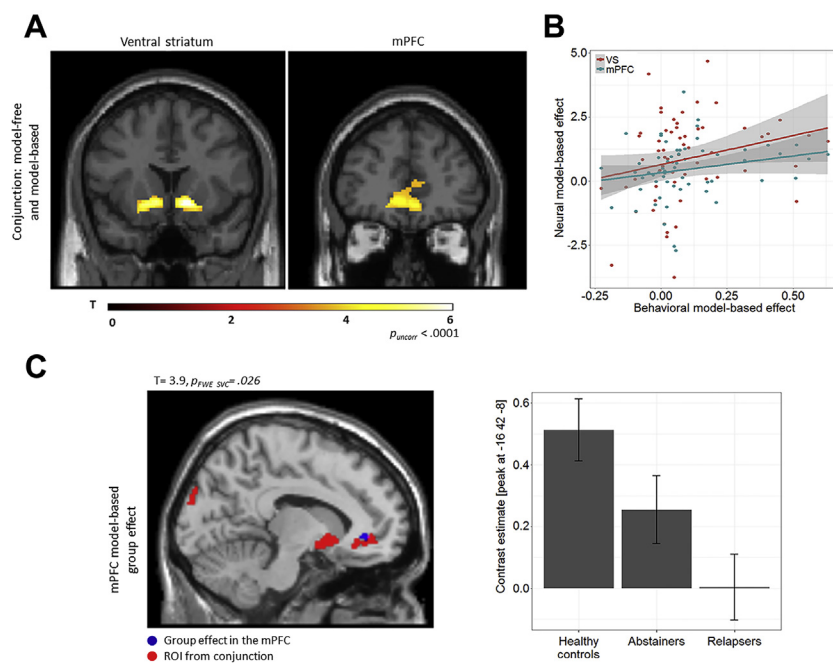 A
Ventral striatum
mPFC
Conjunction: model-free
and model-based
T
0
2
4
6
p uncorr < .0001
B
VS
mPFC
5.0
2.5
0.0
-2.5
-0.25
0.00
0.25
0.50
Behavioral model-based effect
Neural model-based effect
C
T= 3.9, p FWE SVC = .026
mPFC model-based
group effect
Group effect in the mPFC
ROI from conjunction
Contrast estimate [peak at -16 42 -8]
0.6
0.4
0.2
0.0
Healthy
controls
Abstainers
Relapsers